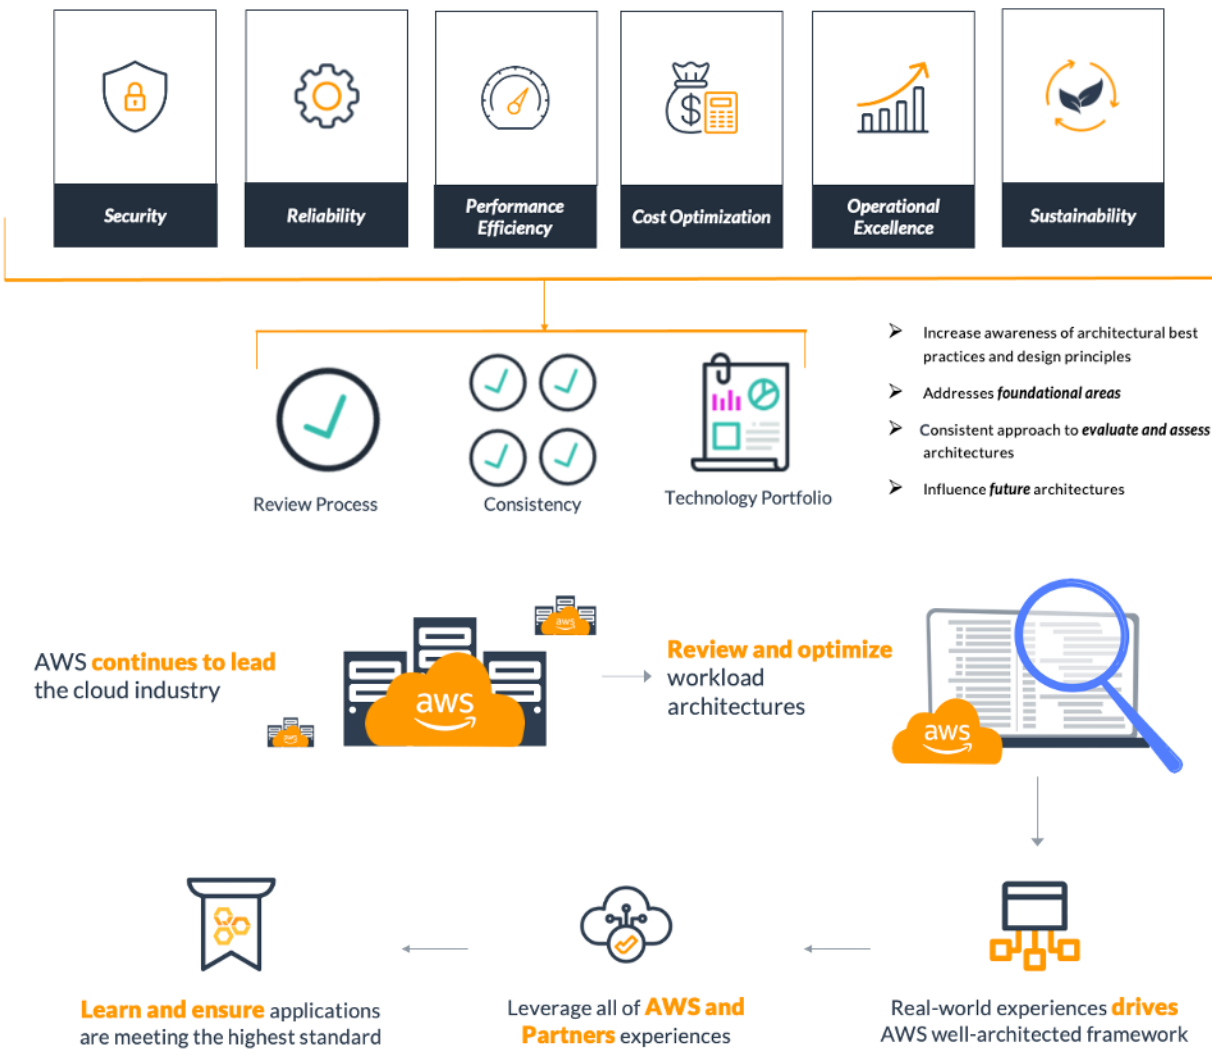 Security
Reliability
Performance
Efficiency
Cost Optimization
Operational
Excellence
Sustainability
➢ Increase awareness of architectural best
practices and design principles
➢ Addresses foundational areas
➢ Consistent approach to evaluate and assess
architectures
➢ Influence future architectures
Review Process
Consistency
Technology Portfolio
AWS continues to lead
the cloud industry
aws
aws
aws
Review and optimize
workload
architectures
aws
Learn and ensure applications
are meeting the highest standard
Leverage all of AWS and
Partners experiences
Real-world experiences drives
AWS well-architected framework